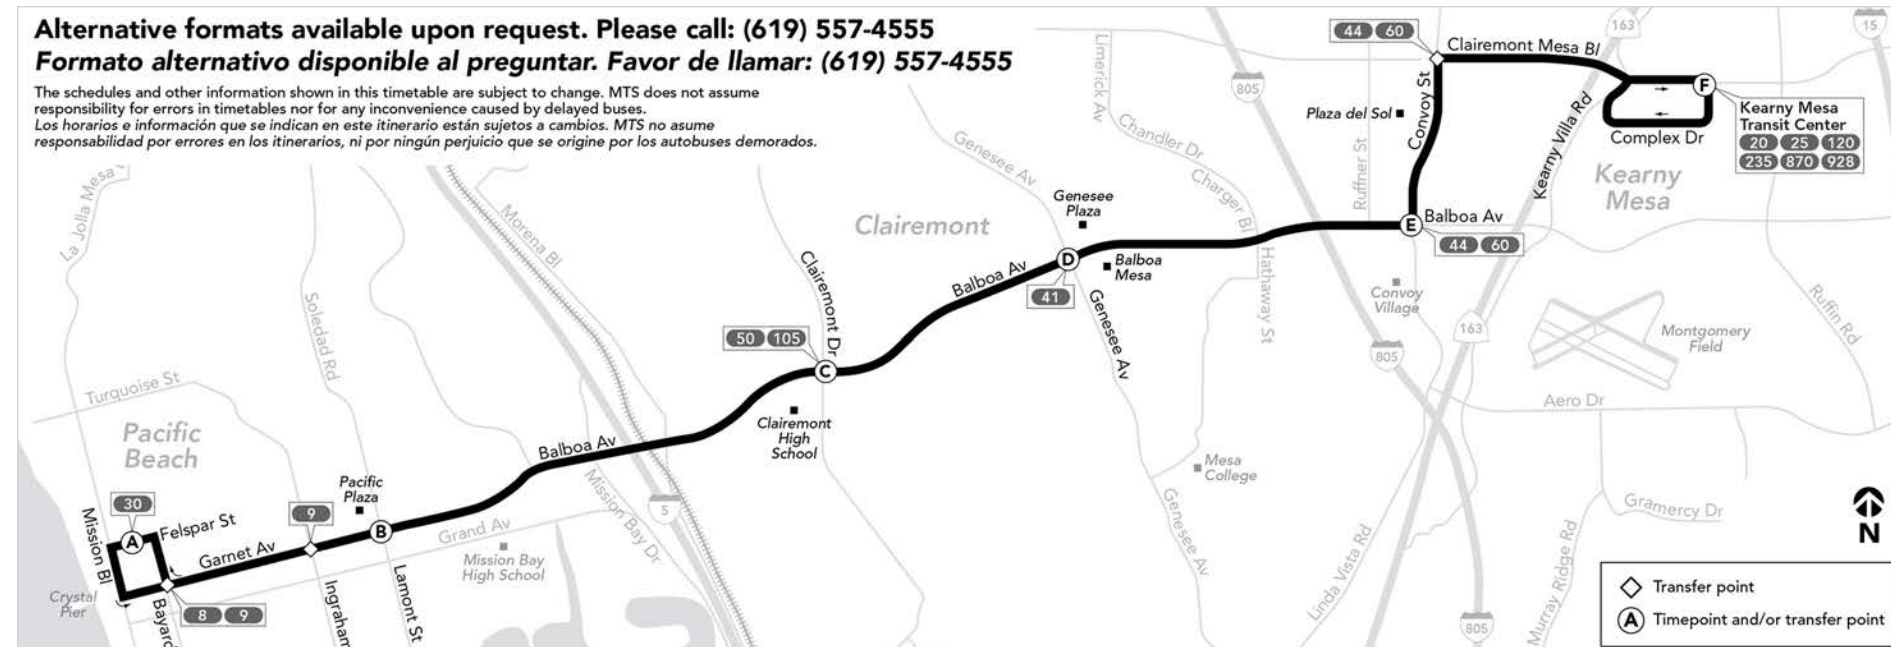 Alternative formats available upon request. Please call: (619) 557-4555
Formato alternativo disponible al preguntar. Favor de llamar: (619) 557-4555
The schedules and other information shown in this timetable are subject to change. MTS does not assume
responsibility for errors in timetables nor for any inconvenience caused by delayed buses.
Los horarios e información que se indican en este itinerario están sujetos a cambios. MTS no asume
responsabilidad por errores en los itinerarios, ni por ningún perjuicio que se origine por los autobuses demorados.
44 60
Clairemont Mesa Bl
163
15
805
Limerick Av
Plaza del Sol
Convoy St
Kearny Villa Rd
F
Kearny Mesa
Transit Center
20 25 120
235 870 928
Complex Dr
Chandler Dr
Genesee Av
Charger Bl
Ruffner St
Kearny
Mesa
La Jolla Mesa
Morena Bl
Genesee
Plaza
Clairemont
E
Balboa Av
44 60
D
Balboa
Mesa
41
Balboa Av
Clairemont Dr
Hathaway St
Convoy
Village
Genesee Av
Soledad Rd
50 105
C
163
805
Montgomery
Field
Ruffin Rd
Turquoise St
Aero Dr
Clairemont
High
School
Pacific
Beach
Balboa Av
Mesa
College
Pacific
Plaza
30
9
Mission Bl
A
Felspar St
B
Garnet Av
Grand Av
Mission Bay Dr
5
Genesee Av
Gramercy Dr
N
Mission Bay
High School
Crystal
Pier
8 9
Bayard
Ingraham
Lamont St
Linda Vista Rd
805
Murray Ridge Rd
Transfer point
A Timepoint and/or transfer point